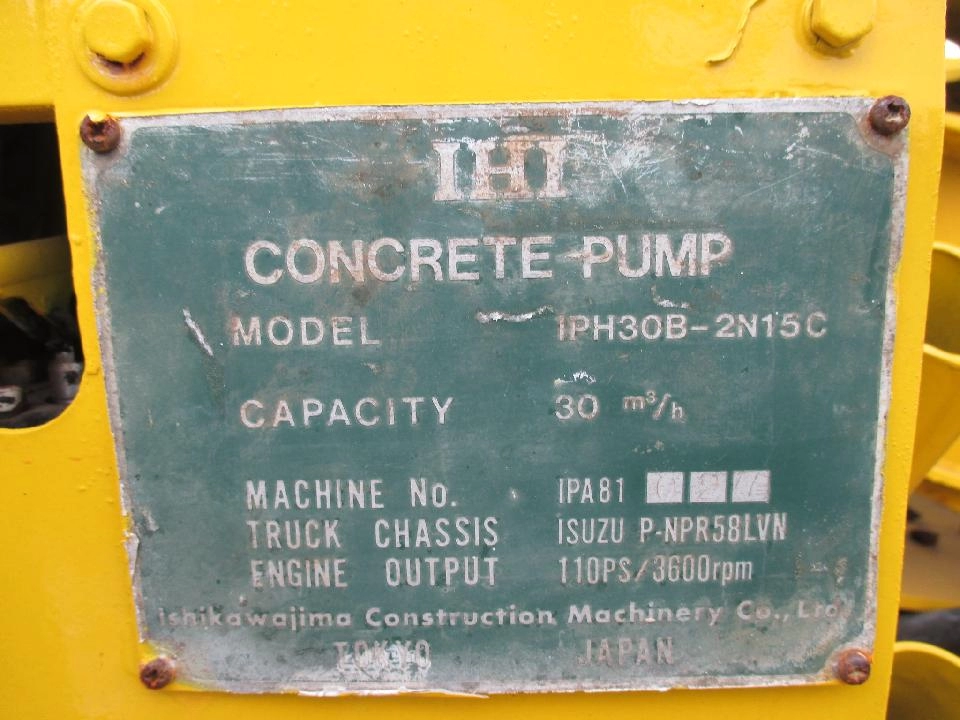 IHI
CONCRETE PUMP
MODEL IPH30B-2N15C
CAPACITY 30 m³/h
MACHINE No. IPA81
TRUCK CHASSIS ISUZU P-NPR58LVN
ENGINE OUTPUT 110PS/3600rpm
Ishikawajima Construction Machinery Co., Ltd.
TOKYO JAPAN